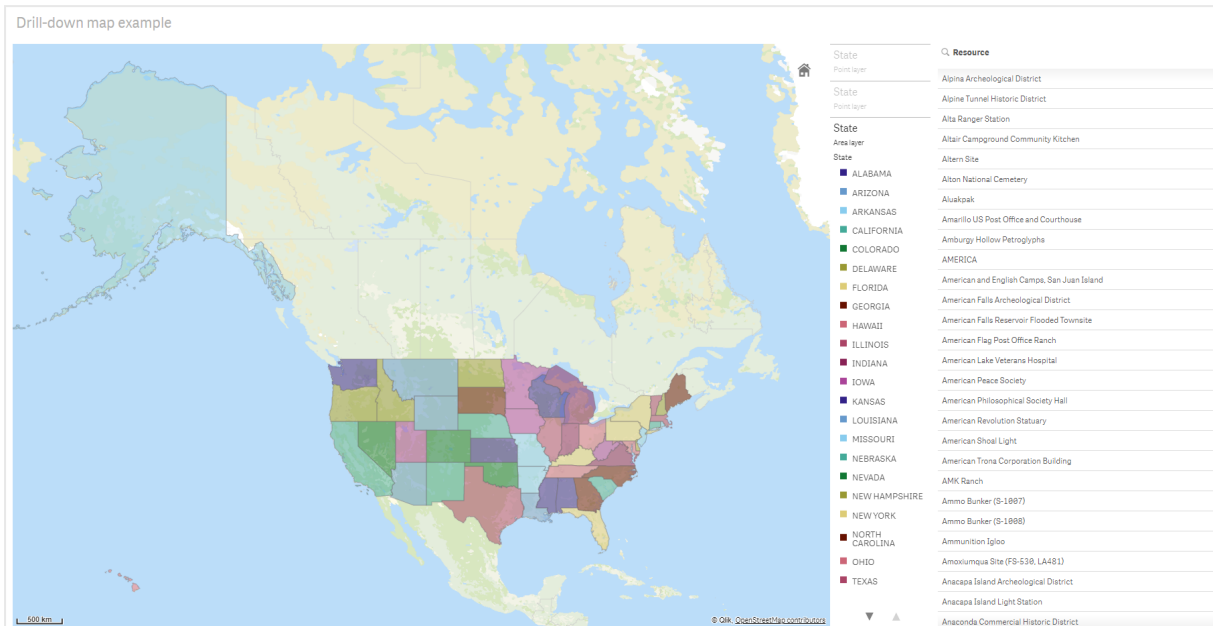 Drill-down map example
500 km
© Qlik, OpenStreetMap contributors
State
Point layer
State
Point layer
State
Area layer
State
ALABAMA
ARIZONA
ARKANSAS
CALIFORNIA
COLORADO
DELAWARE
FLORIDA
GEORGIA
HAWAII
ILLINOIS
INDIANA
IOWA
KANSAS
LOUISIANA
MISSOURI
NEBRASKA
NEVADA
NEW HAMPSHIRE
NEW YORK
NORTH
CAROLINA
OHIO
TEXAS
Resource
Alpina Archeological District
Alpine Tunnel Historic District
Alta Ranger Station
Altair Campground Community Kitchen
Altern Site
Alton National Cemetery
Aluakpak
Amarillo US Post Office and Courthouse
Amburgy Hollow Petroglyphs
AMERICA
American and English Camps, San Juan Island
American Falls Archeological District
American Falls Reservoir Flooded Townsite
American Flag Post Office Ranch
American Lake Veterans Hospital
American Peace Society
American Philosophical Society Hall
American Revolution Statuary
American Shoal Light
American Trona Corporation Building
AMK Ranch
Ammo Bunker (S-1007)
Ammo Bunker (S-1008)
Ammunition Igloo
Amoxiumqua Site (FS-530, LA481)
Anacapa Island Archeological District
Anacapa Island Light Station
Anaconda Commercial Historic District